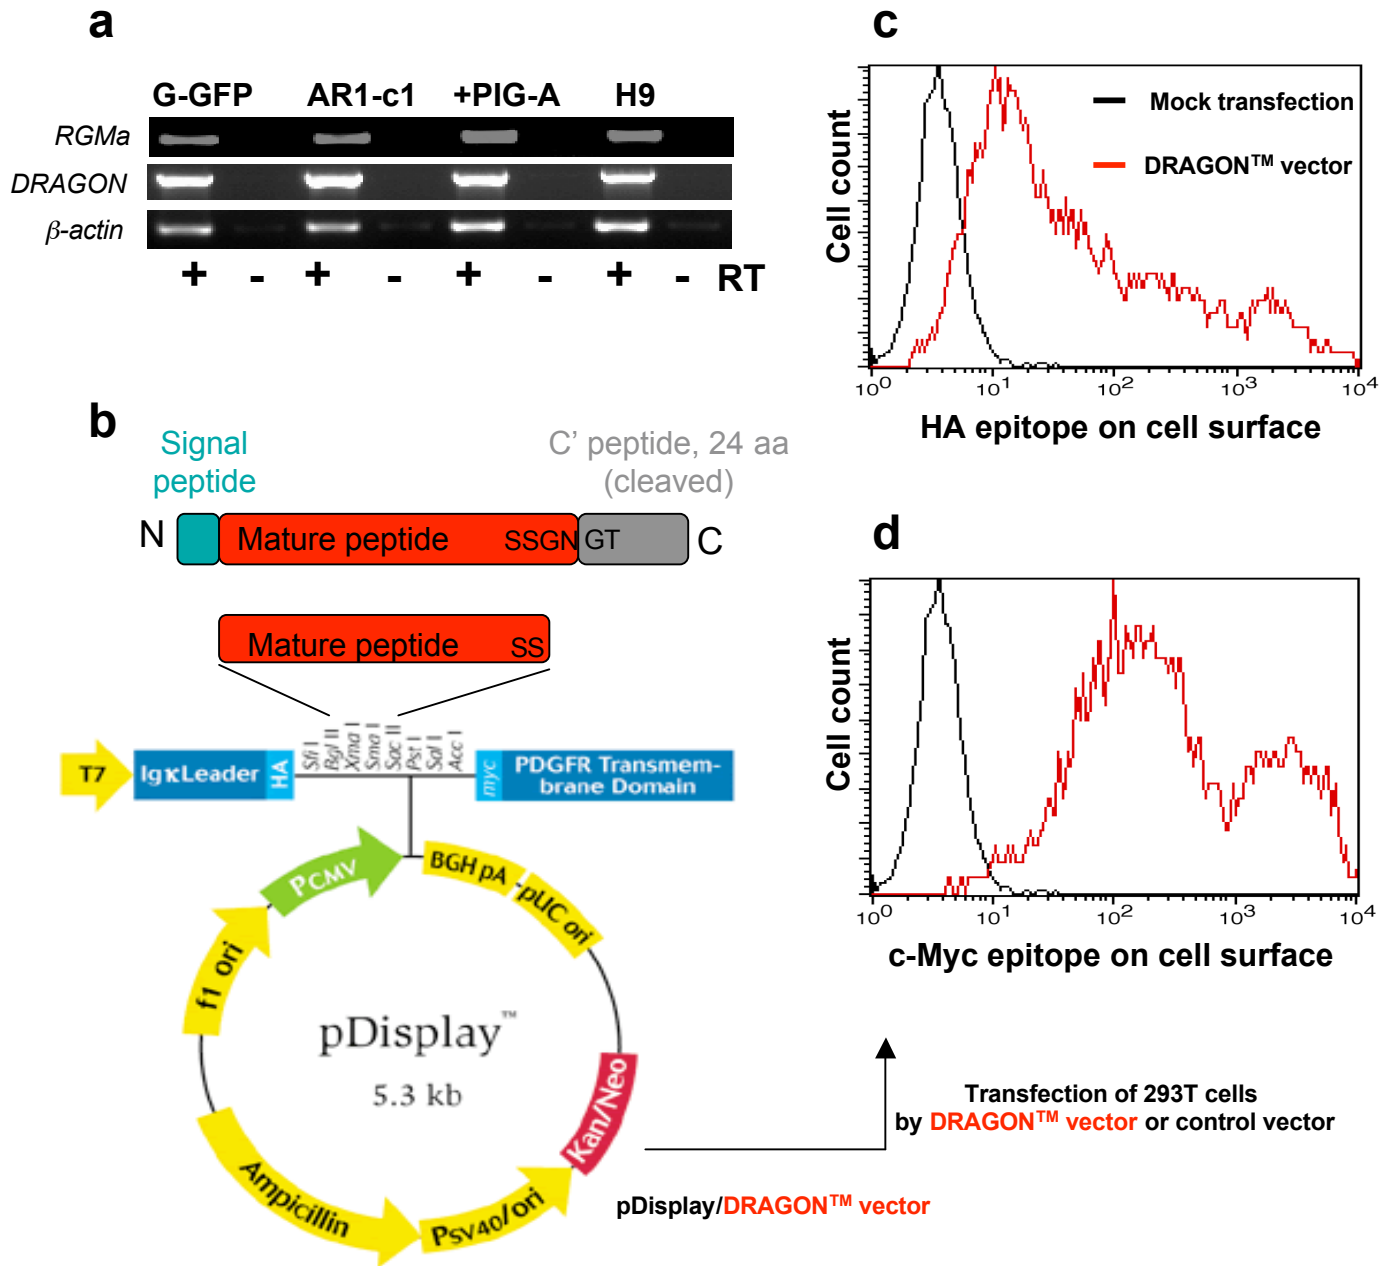 a
G-GFP AR1-c1 +PIG-A H9
RGMa
DRAGON
β-actin
+ - + - + - + - RT
b
Signal
peptide
C' peptide, 24 aa
(cleaved)
N Mature peptide SSGN GT C
Mature peptide SS
T7 IgκLeader HA Sfi I Bgl II Xma I Sma I Sac II Pst I Sal I Acc I myc PDGFR Transmem-
brane Domain
PCMV
BGH pA
pUC ori
f1 ori
pDisplay™
5.3 kb
Kan/Neo
Ampicillin
PSV40/ori
pDisplay/DRAGON™ vector
Transfection of 293T cells
by DRAGON™ vector or control vector
c
Cell count
Mock transfection
DRAGON™ vector
10⁰ 10¹ 10² 10³ 10⁴
HA epitope on cell surface
d
Cell count
10⁰ 10¹ 10² 10³ 10⁴
c-Myc epitope on cell surface